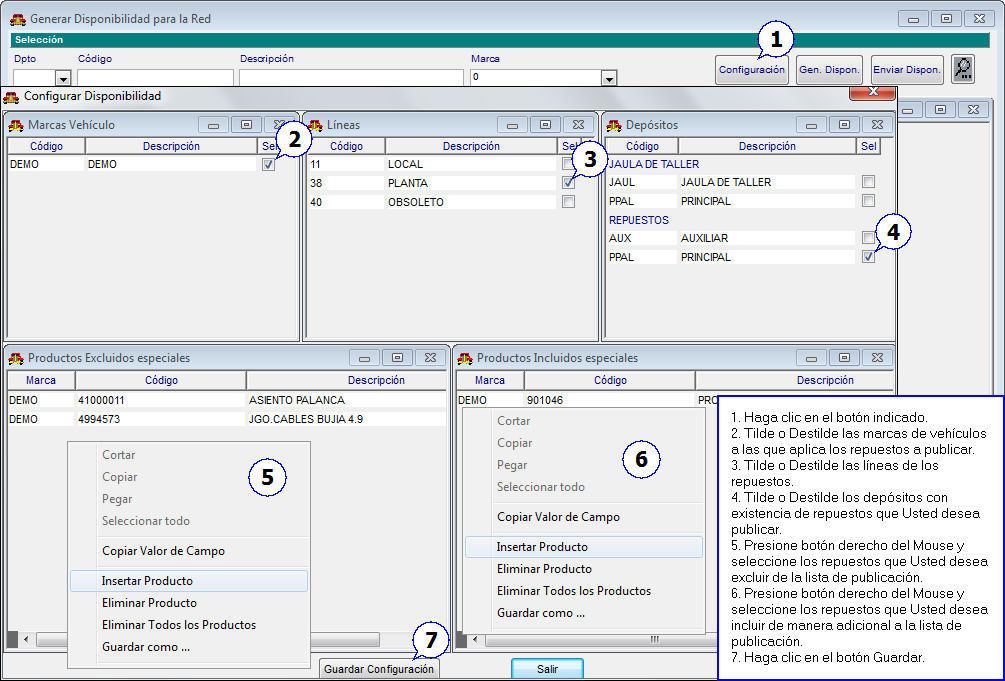 Generar Disponibilidad para la Red
Selección
Dpto Código Descripción Marca
0
Configuración Gen. Dispon. Enviar Dispon.
1
Configurar Disponibilidad
Marcas Vehículo
Código Descripción Sel
DEMO DEMO
2
Líneas
Código Descripción Sel
11 LOCAL
38 PLANTA
40 OBSOLETO
3
Depósitos
Código Descripción Sel
JAULA DE TALLER
JAUL JAULA DE TALLER
PPAL PRINCIPAL
REPUESTOS
AUX AUXILIAR
PPAL PRINCIPAL
4
Productos Excluidos especiales
Marca Código Descripción
DEMO 41000011 ASIENTO PALANCA
DEMO 4994573 JGO.CABLES BUJIA 4.9
Cortar
Copiar
Pegar
Seleccionar todo
Copiar Valor de Campo
Insertar Producto
Eliminar Producto
Eliminar Todos los Productos
Guardar como ...
5
Productos Incluidos especiales
Marca Código Descripción
DEMO 901046
Cortar
Copiar
Pegar
Seleccionar todo
Copiar Valor de Campo
Insertar Producto
Eliminar Producto
Eliminar Todos los Productos
Guardar como ...
6
7
Guardar Configuración Salir
1. Haga clic en el botón indicado.
2. Tilde o Destilde las marcas de vehículos
a las que aplica los repuestos a publicar.
3. Tilde o Destilde las líneas de los
repuestos.
4. Tilde o Destilde los depósitos con
existencia de repuestos que Usted desea
publicar.
5. Presione botón derecho del Mouse y
seleccione los repuestos que Usted desea
excluir de la lista de publicación.
6. Presione botón derecho del Mouse y
seleccione los repuestos que Usted desea
incluir de manera adicional a la lista de
publicación.
7. Haga clic en el botón Guardar.